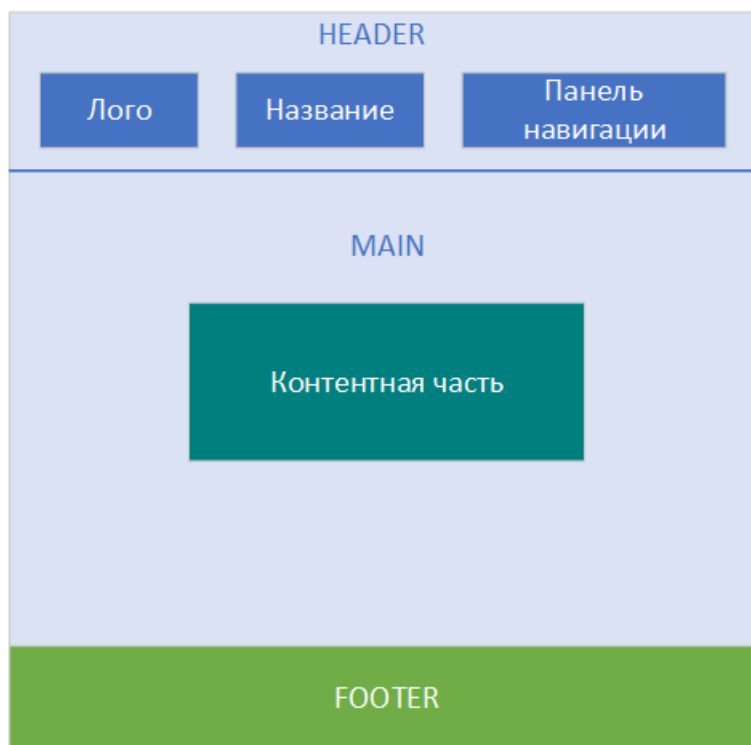 HEADER
Лого
Название
Панель
навигации
MAIN
Контентная часть
FOOTER